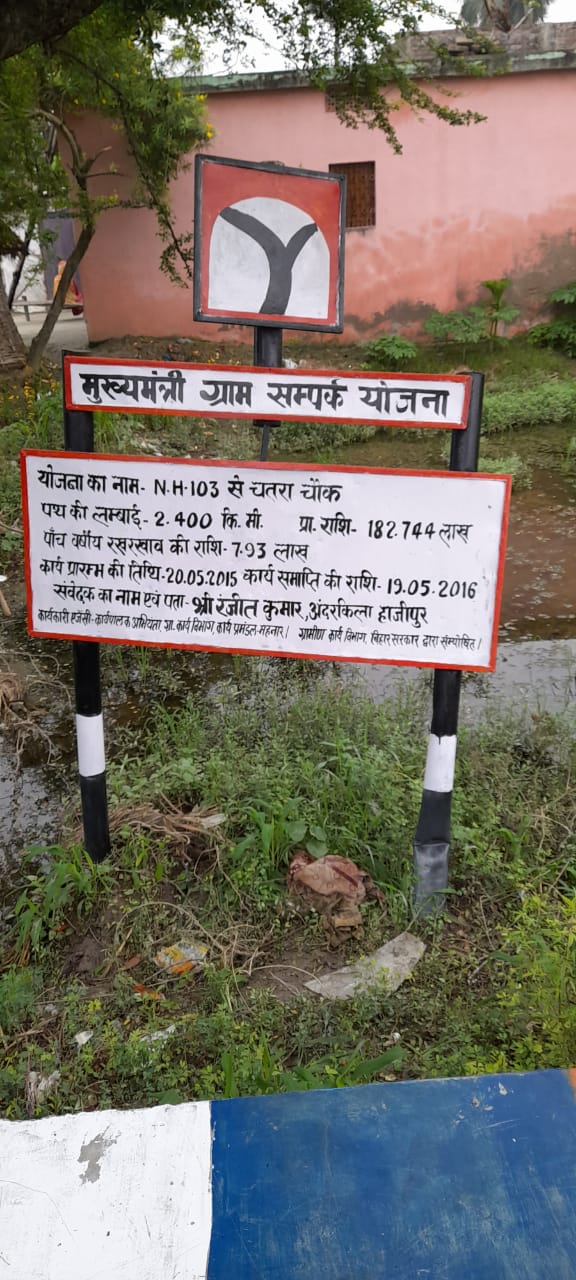 मुख्यमंत्री ग्राम सम्पर्क योजना
योजना का नाम- N.H-103 से चतरा चौक
पथ की लम्बाई- 2.400 कि.मी. प्रा. राशि- 182.744 लाख
पाँच वर्षीय रखरखाव की राशि- 7.93 लाख
कार्य प्रारम्भ की तिथि-20.05.2015 कार्य समाप्ति की राशि- 19.05.2016
संवेदक का नाम एवं पता- श्री रंजीत कुमार, अंदरकिला हाजीपुर
कार्यकारी एजेंसी-कार्यपालक अभियंता, ग्रा. कार्य विभाग, कार्य प्रमंडल-महनार। ग्रामीण कार्य विभाग, बिहार सरकार द्वारा संम्पोषित।